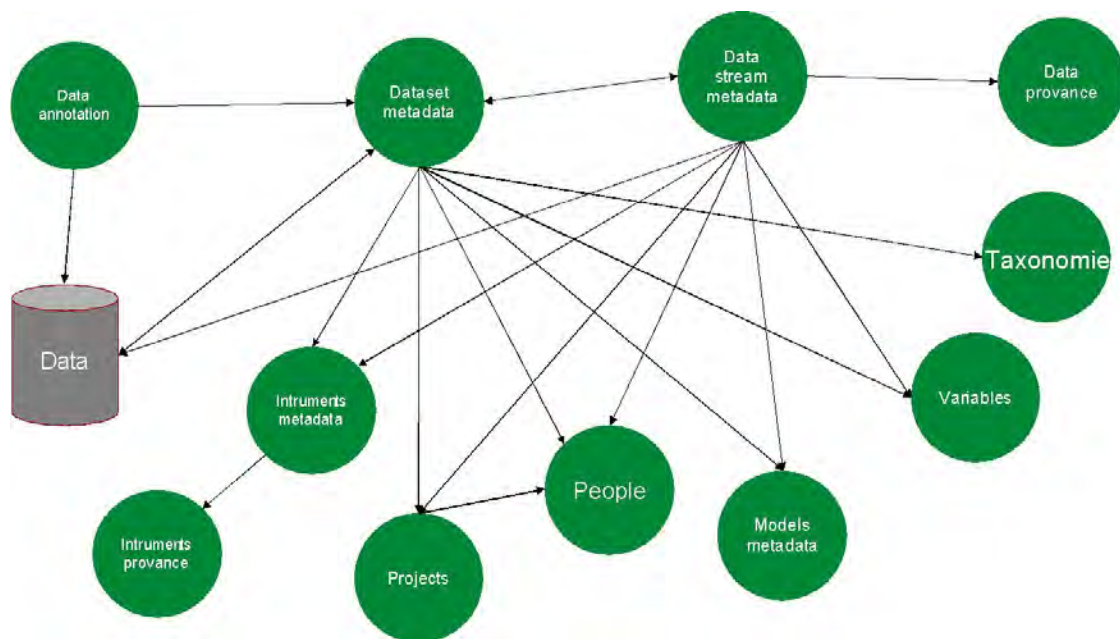 Data
annotation
Dataset
metadata
Data
stream
metadata
Data
provance
Taxonomie
Data
Intruments
metadata
Variables
People
Intruments
provance
Projects
Models
metadata